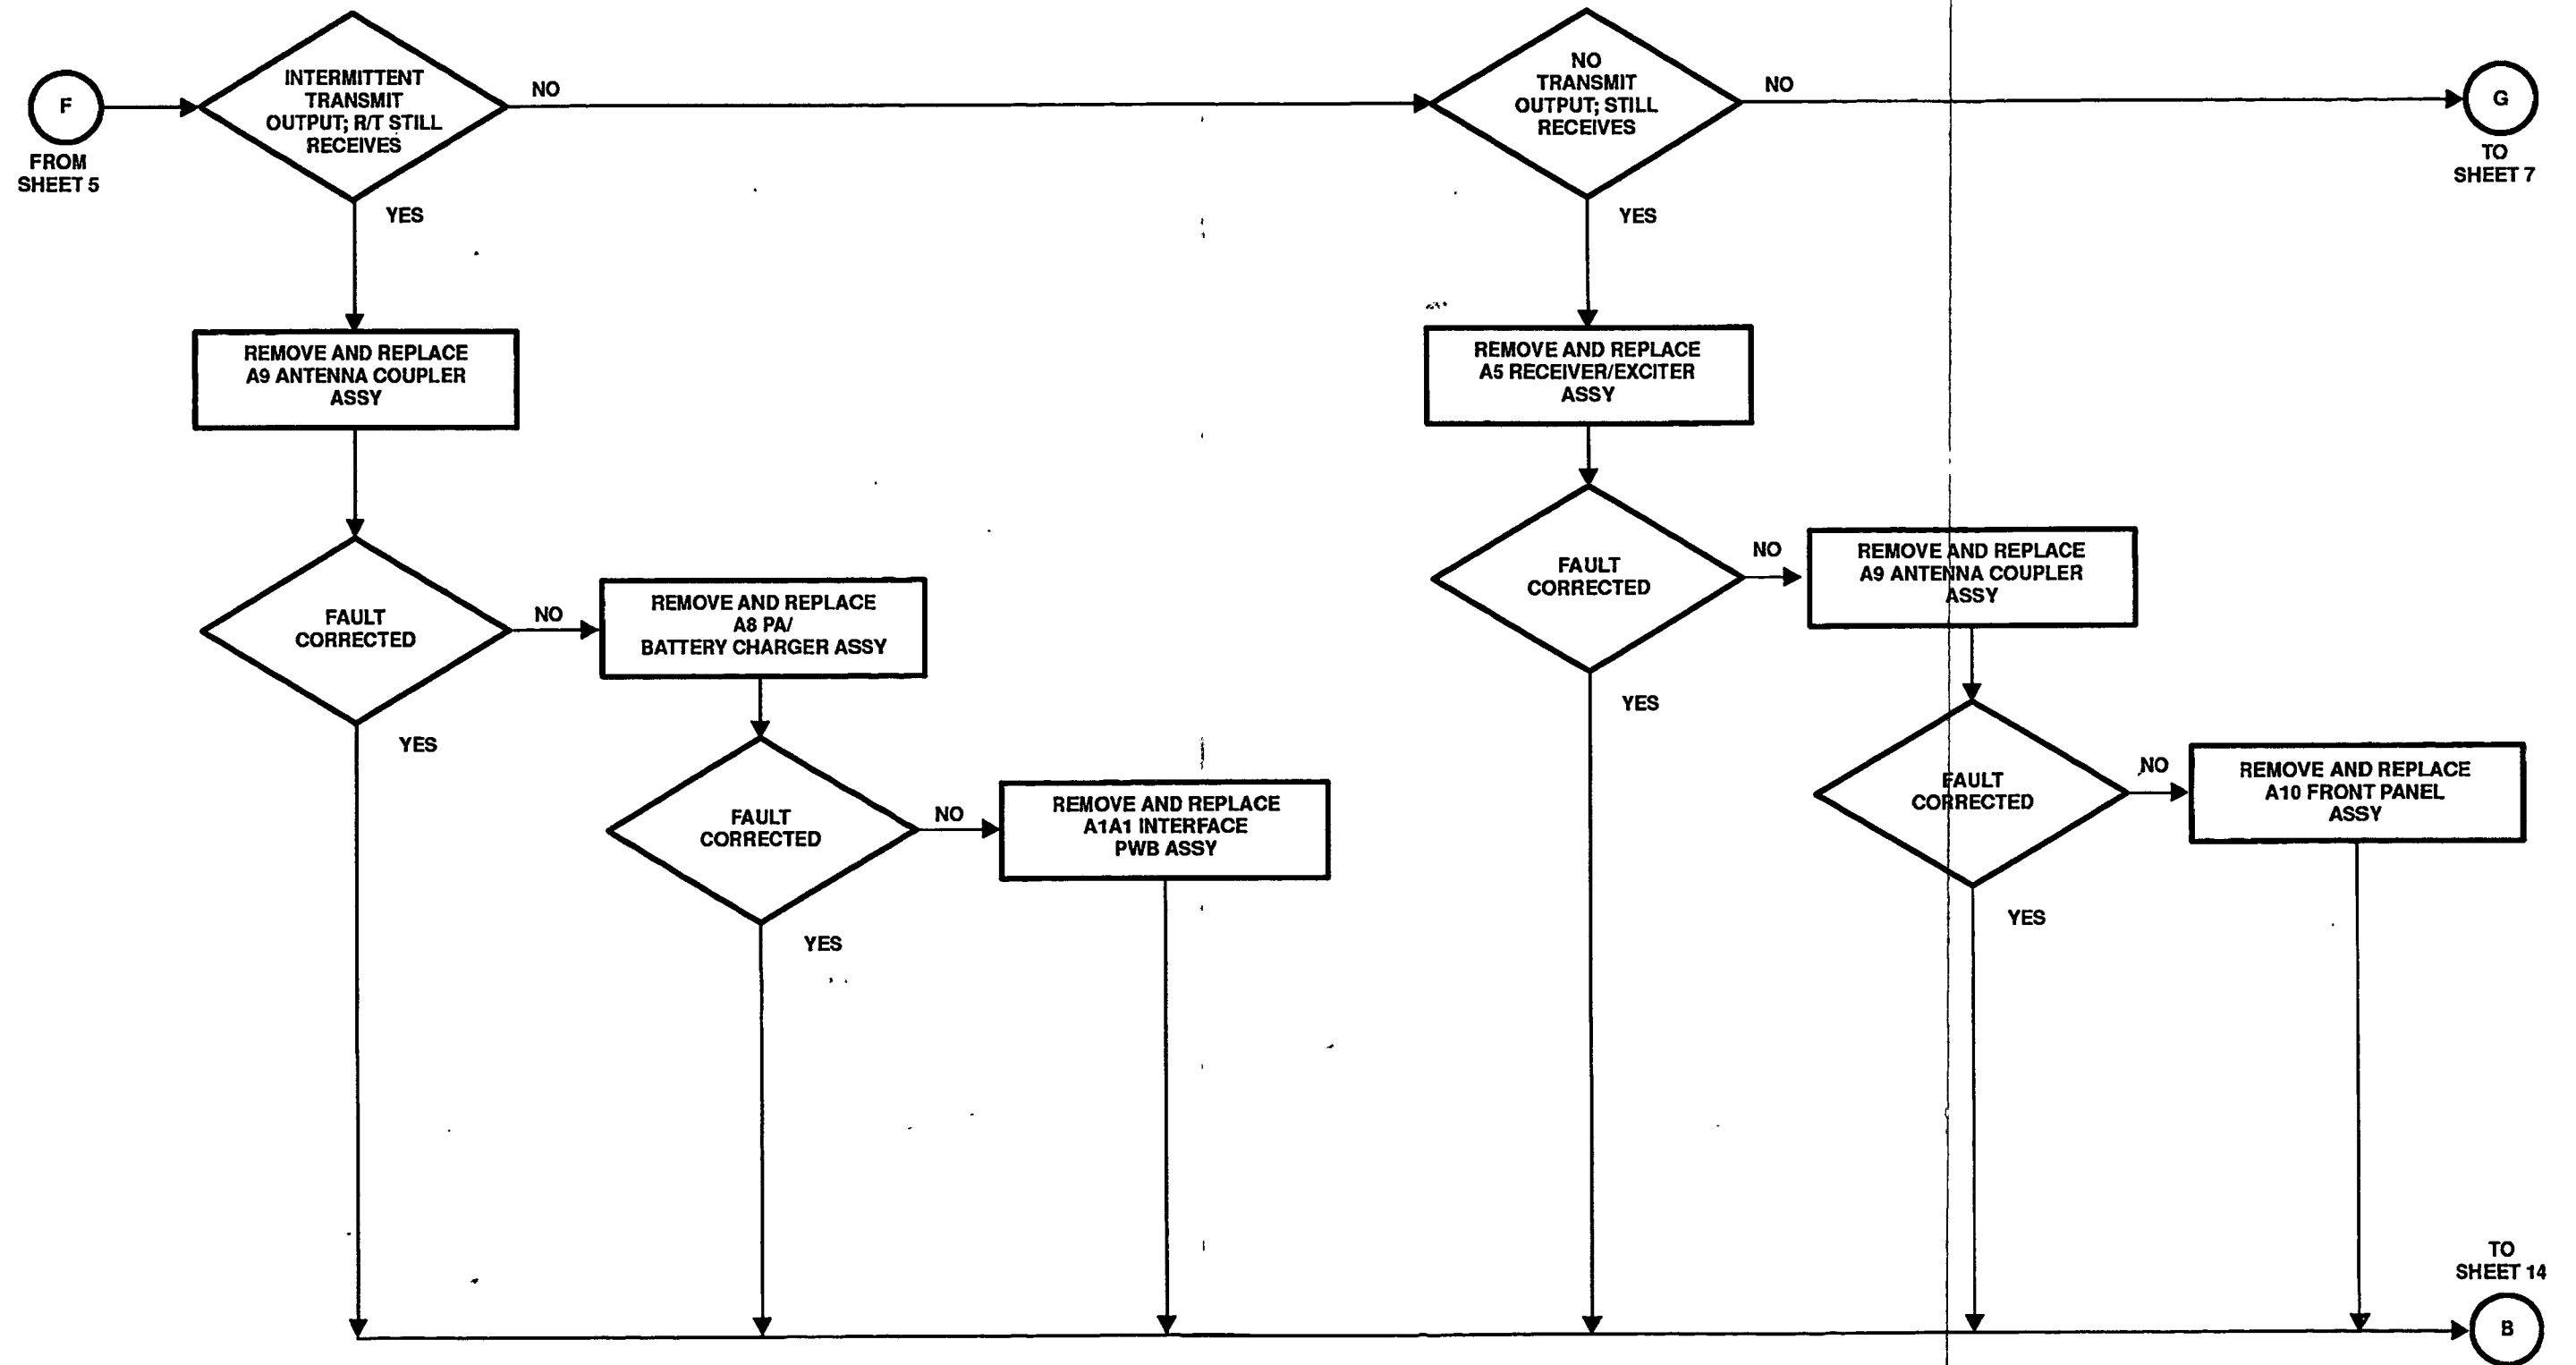 F
FROM
SHEET 5
INTERMITTENT
TRANSMIT
OUTPUT; R/T STILL
RECEIVES
NO
YES
NO
TRANSMIT
OUTPUT; STILL
RECEIVES
NO
YES
G
TO
SHEET 7
REMOVE AND REPLACE
A9 ANTENNA COUPLER
ASSY
FAULT
CORRECTED
NO
YES
REMOVE AND REPLACE
A8 PA/
BATTERY CHARGER ASSY
FAULT
CORRECTED
NO
YES
REMOVE AND REPLACE
A1A1 INTERFACE
PWB ASSY
REMOVE AND REPLACE
A5 RECEIVER/EXCITER
ASSY
FAULT
CORRECTED
NO
YES
REMOVE AND REPLACE
A9 ANTENNA COUPLER
ASSY
FAULT
CORRECTED
NO
YES
REMOVE AND REPLACE
A10 FRONT PANEL
ASSY
TO
SHEET 14
B